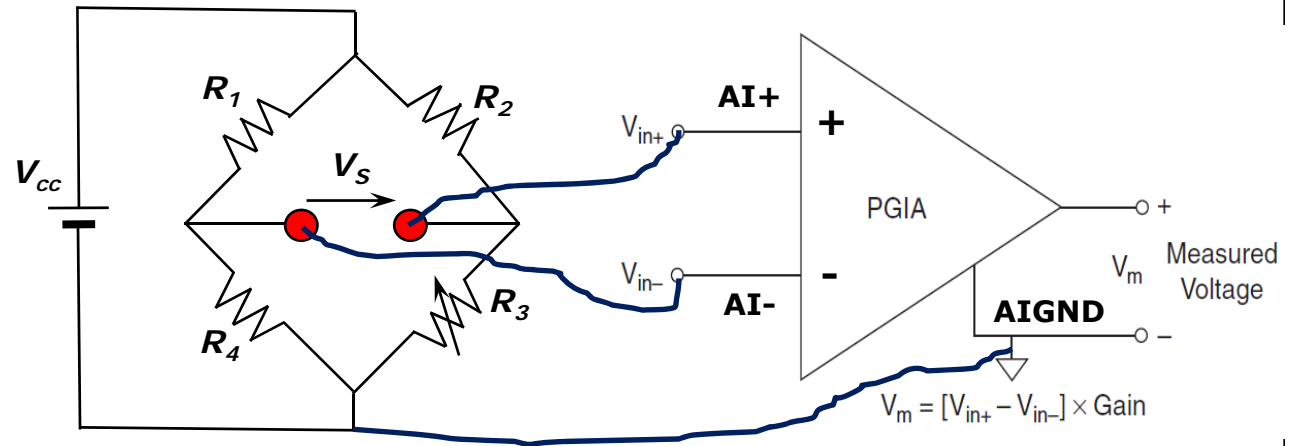 R1
R2
AI+
Vin+
+
Vcc
VS
PGIA
+
Vm
Measured
Voltage
Vin–
-
AI-
R3
AIGND
–
R4
Vm = [Vin+ – Vin–] × Gain